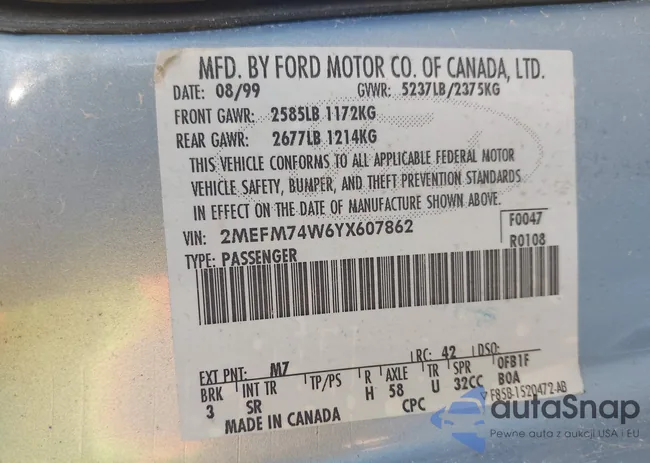 MFD. BY FORD MOTOR CO. OF CANADA, LTD.
DATE: 08/99 GVWR: 5237LB/2375KG
FRONT GAWR: 2585LB 1172KG
REAR GAWR: 2677LB 1214KG
THIS VEHICLE CONFORMS TO ALL APPLICABLE FEDERAL MOTOR
VEHICLE SAFETY, BUMPER, AND THEFT PREVENTION STANDARDS
IN EFFECT ON THE DATE OF MANUFACTURE SHOWN ABOVE.
VIN: 2MEFM74W6YX607862 F0047
TYPE: PASSENGER R0108
EXT PNT: M7 RC: 42 DSO:
BRK INT TR TP/PS R AXLE TR SPR 0FB1F
3 SR H 58 U 32CC B0A
MADE IN CANADA CPC F85B-1520472-AB
autaSnap
Pewne auta z aukcji USA i EU